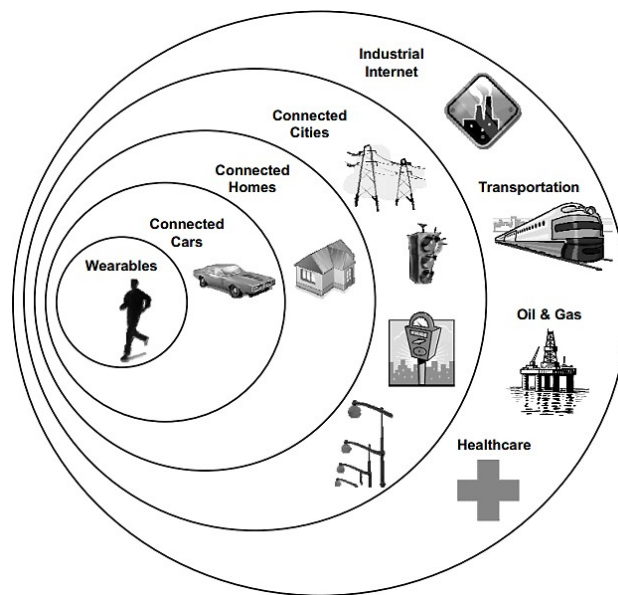 Industrial
Internet
Connected
Cities
Connected
Homes
Transportation
Connected
Cars
Wearables
Oil & Gas
Healthcare